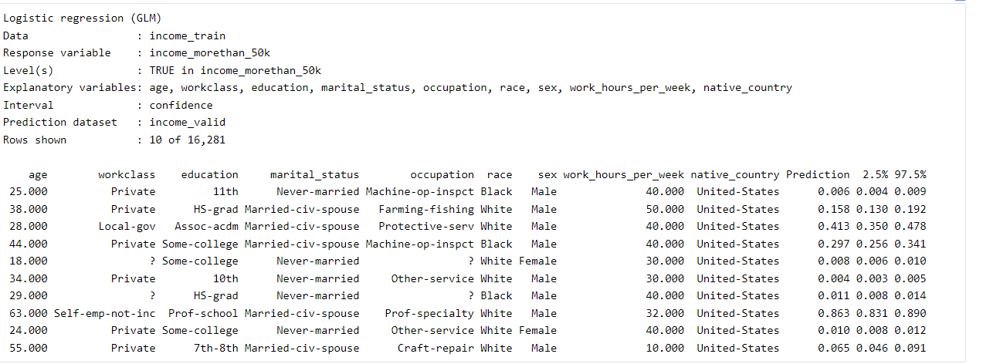 Logistic regression (GLM)
Data                 : income_train
Response variable    : income_morethan_50k
Level(s)             : TRUE in income_morethan_50k
Explanatory variables: age, workclass, education, marital_status, occupation, race, sex, work_hours_per_week, native_country
Interval             : confidence
Prediction dataset   : income_valid
Rows shown           : 10 of 16,281
age workclass education marital_status occupation race sex work_hours_per_week native_country Prediction 2.5% 97.5%
25.000 Private 11th Never-married Machine-op-inspct Black Male 40.000 United-States 0.006 0.004 0.009
38.000 Private HS-grad Married-civ-spouse Farming-fishing White Male 50.000 United-States 0.158 0.130 0.192
28.000 Local-gov Assoc-acdm Married-civ-spouse Protective-serv White Male 40.000 United-States 0.413 0.350 0.478
44.000 Private Some-college Married-civ-spouse Machine-op-inspct Black Male 40.000 United-States 0.297 0.256 0.341
18.000 ? Some-college Never-married ? White Female 30.000 United-States 0.008 0.006 0.010
34.000 Private 10th Never-married Other-service White Male 30.000 United-States 0.004 0.003 0.005
29.000 ? HS-grad Never-married ? Black Male 40.000 United-States 0.011 0.008 0.014
63.000 Self-emp-not-inc Prof-school Married-civ-spouse Prof-specialty White Male 32.000 United-States 0.863 0.831 0.890
24.000 Private Some-college Never-married Other-service White Female 40.000 United-States 0.010 0.008 0.012
55.000 Private 7th-8th Married-civ-spouse Craft-repair White Male 10.000 United-States 0.065 0.046 0.091